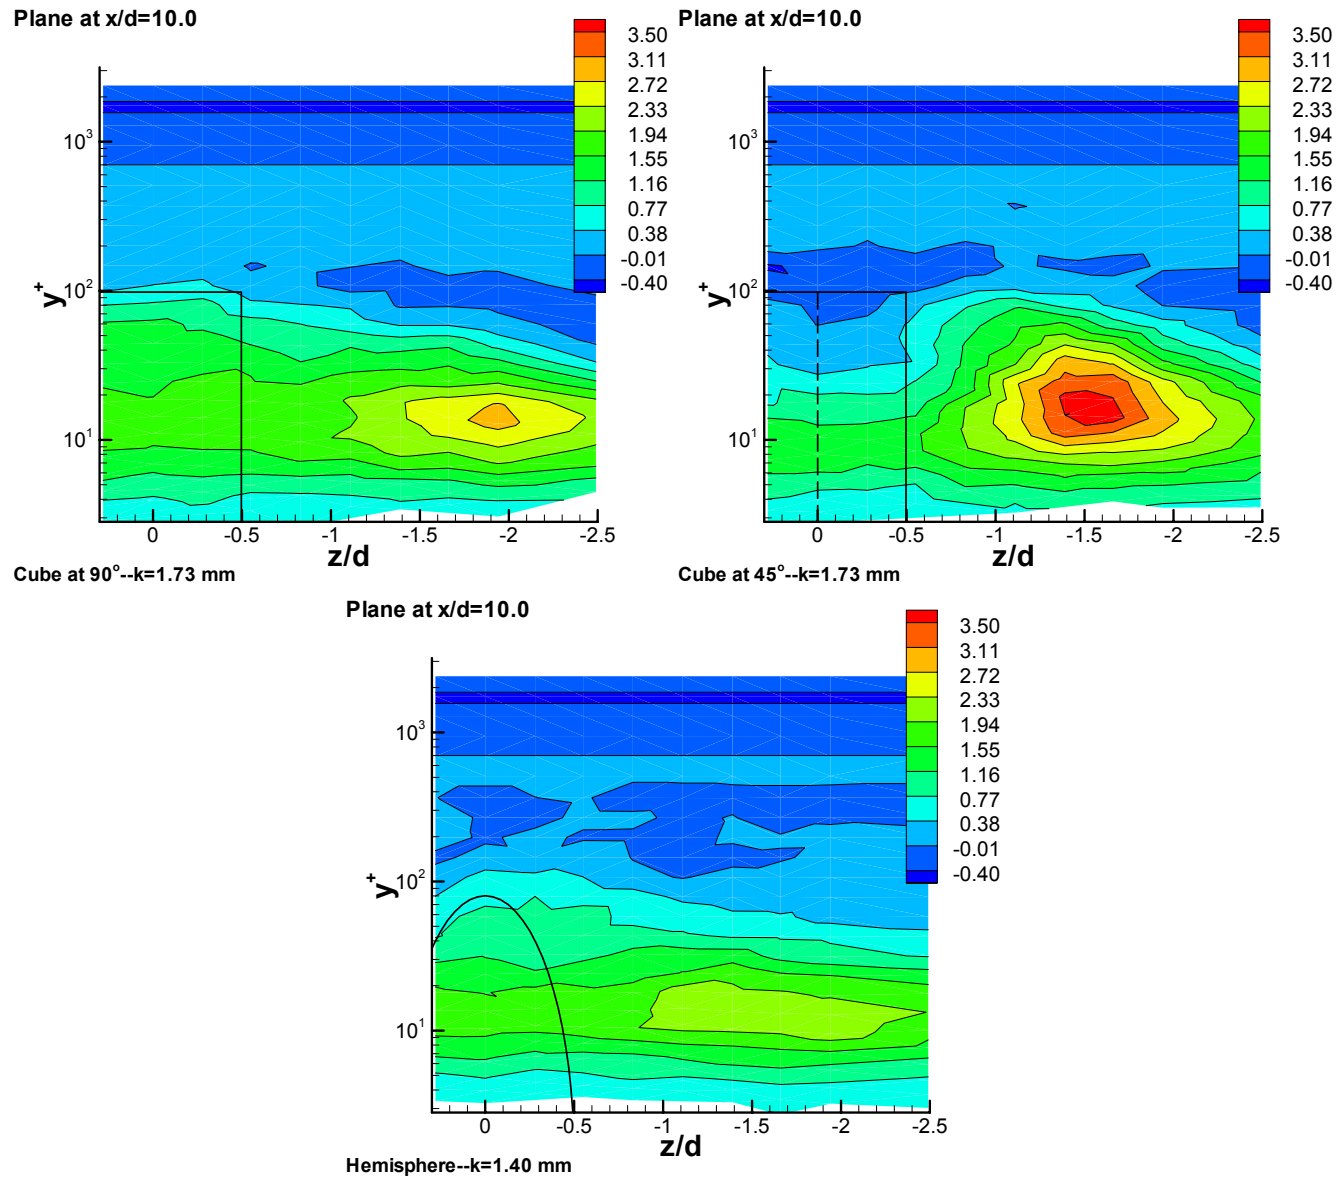 Plane at x/d=10.0
3.50
3.11
2.72
2.33
1.94
1.55
1.16
0.77
0.38
-0.01
-0.40
10³
10²
10¹
y⁺
0 -0.5 -1 -1.5 -2 -2.5
z/d
Cube at 90°--k=1.73 mm
Plane at x/d=10.0
3.50
3.11
2.72
2.33
1.94
1.55
1.16
0.77
0.38
-0.01
-0.40
10³
10²
10¹
y⁺
0 -0.5 -1 -1.5 -2 -2.5
z/d
Cube at 45°--k=1.73 mm
Plane at x/d=10.0
3.50
3.11
2.72
2.33
1.94
1.55
1.16
0.77
0.38
-0.01
-0.40
10³
10²
10¹
y⁺
0 -0.5 -1 -1.5 -2 -2.5
z/d
Hemisphere--k=1.40 mm